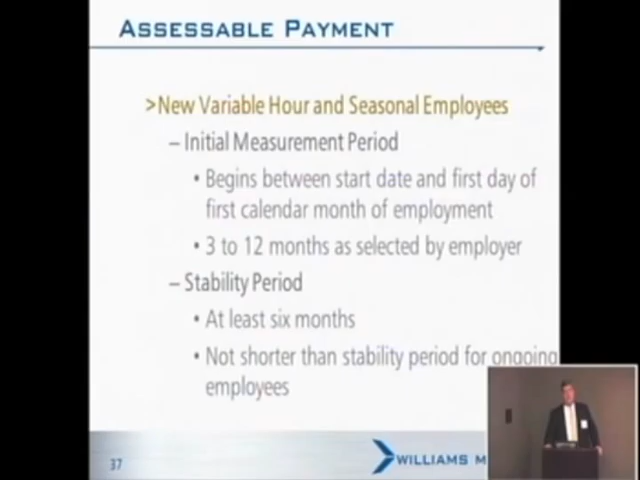 ASSESSABLE PAYMENT
>New Variable Hour and Seasonal Employees
– Initial Measurement Period
• Begins between start date and first day of
first calendar month of employment
• 3 to 12 months as selected by employer
– Stability Period
• At least six months
• Not shorter than stability period for ongoing
employees
37
WILLIAMS M